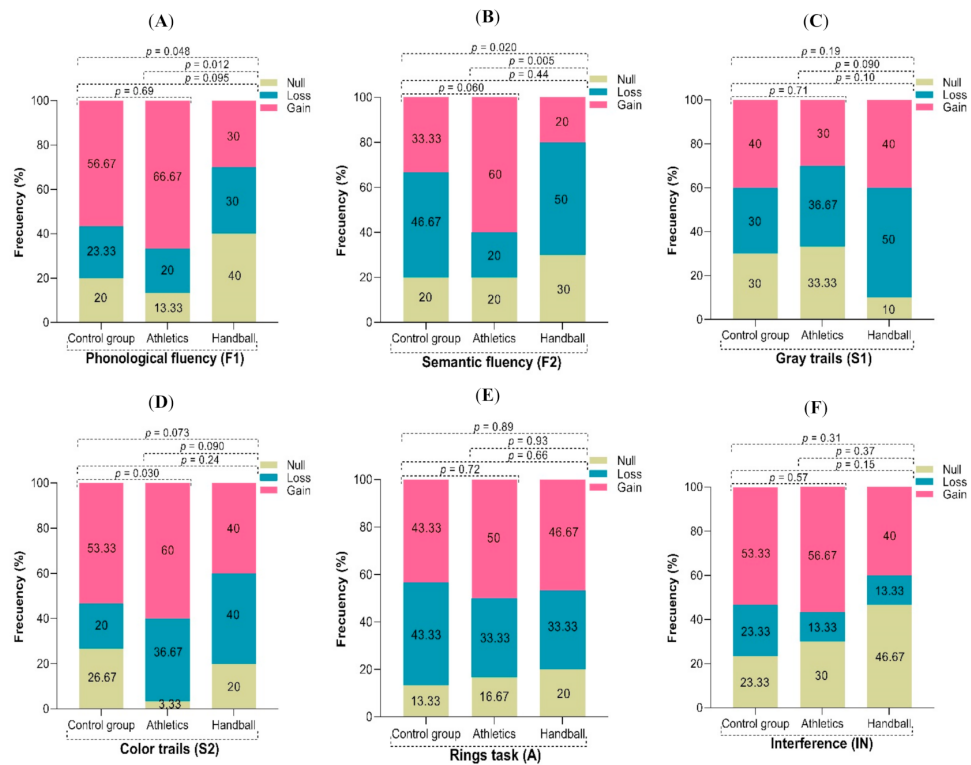 (A)
p = 0.048
p = 0.012
p = 0.095
p = 0.69
Null
Loss
Gain
Frecuency (%)
100
80
60
40
20
0
56.67
23.33
20
66.67
20
13.33
30
30
40
Control group Athletics Handball
Phonological fluency (F1)
(B)
p = 0.020
p = 0.005
p = 0.44
p = 0.060
Null
Loss
Gain
Frecuency (%)
100
80
60
40
20
0
33.33
46.67
20
60
20
20
20
50
30
Control group Athletics Handball
Semantic fluency (F2)
(C)
p = 0.19
p = 0.090
p = 0.10
p = 0.71
Null
Loss
Gain
Frecuency (%)
100
80
60
40
20
0
40
30
30
30
36.67
33.33
40
50
10
Control group Athletics Handball
Gray trails (S1)
(D)
p = 0.073
p = 0.090
p = 0.24
p = 0.030
Null
Loss
Gain
Frecuency (%)
100
80
60
40
20
0
53.33
20
26.67
60
36.67
3.33
40
40
20
Control group Athletics Handball
Color trails (S2)
(E)
p = 0.89
p = 0.93
p = 0.66
p = 0.72
Null
Loss
Gain
Frecuency (%)
100
80
60
40
20
0
43.33
43.33
13.33
50
33.33
16.67
46.67
33.33
20
Control group Athletics Handball
Rings task (A)
(F)
p = 0.31
p = 0.37
p = 0.15
p = 0.57
Null
Loss
Gain
Frecuency (%)
100
80
60
40
20
0
53.33
23.33
23.33
56.67
13.33
30
40
13.33
46.67
Control group Athletics Handball
Interference (IN)